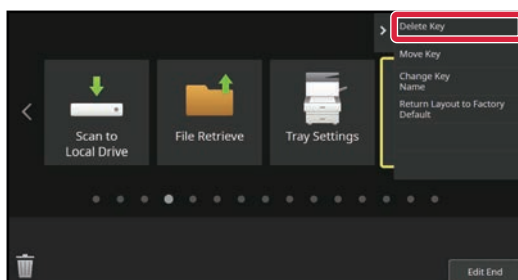 Delete Key
Move Key
Change Key
Name
Return Layout to Factory
Default
Scan to
Local Drive
File Retrieve
Tray Settings
Edit End